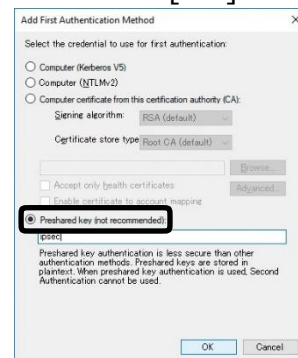 Add First Authentication Method
Select the credential to use for first authentication:
Computer (Kerberos V5)
Computer (NTLMv2)
Computer certificate from this certification authority (CA):
Signing algorithm: RSA (default)
Certificate store type Root CA (default)
Browse...
Accept only health certificates
Advanced...
Enable certificate to account mapping
Preshared key (not recommended):
ipsec
Preshared key authentication is less secure than other
authentication methods. Preshared keys are stored in
plaintext. When preshared key authentication is used, Second
Authentication cannot be used.
OK Cancel